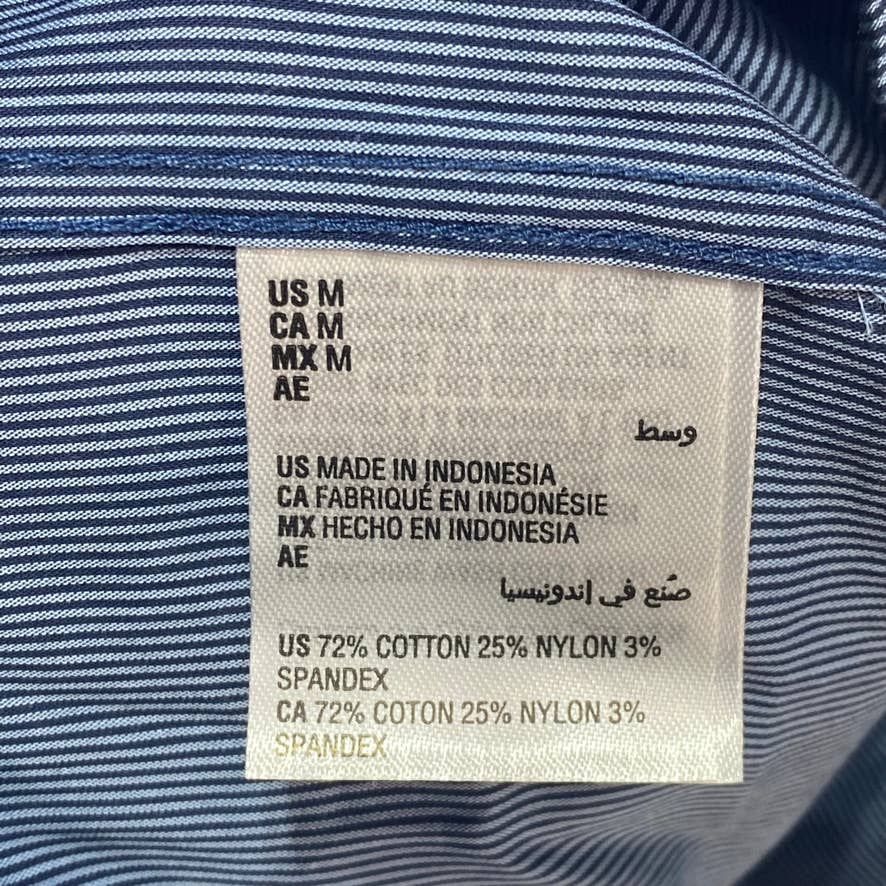 US M
CA M
MX M
AE
وسط
US MADE IN INDONESIA
CA FABRIQUÉ EN INDONÉSIE
MX HECHO EN INDONESIA
AE
صُنع في إندونيسيا
US 72% COTTON 25% NYLON 3%
SPANDEX
CA 72% COTON 25% NYLON 3%
SPANDEX